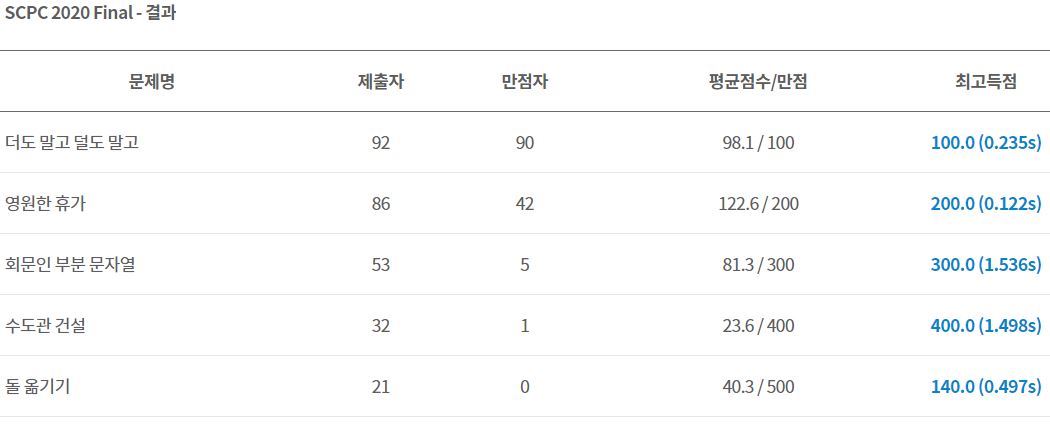 SCPC 2020 Final - 결과
문제명 제출자 만점자 평균점수/만점 최고득점
더도 말고 덜도 말고 92 90 98.1 / 100 100.0 (0.235s)
영원한 휴가 86 42 122.6 / 200 200.0 (0.122s)
회문인 부분 문자열 53 5 81.3 / 300 300.0 (1.536s)
수도관 건설 32 1 23.6 / 400 400.0 (1.498s)
돌 옮기기 21 0 40.3 / 500 140.0 (0.497s)